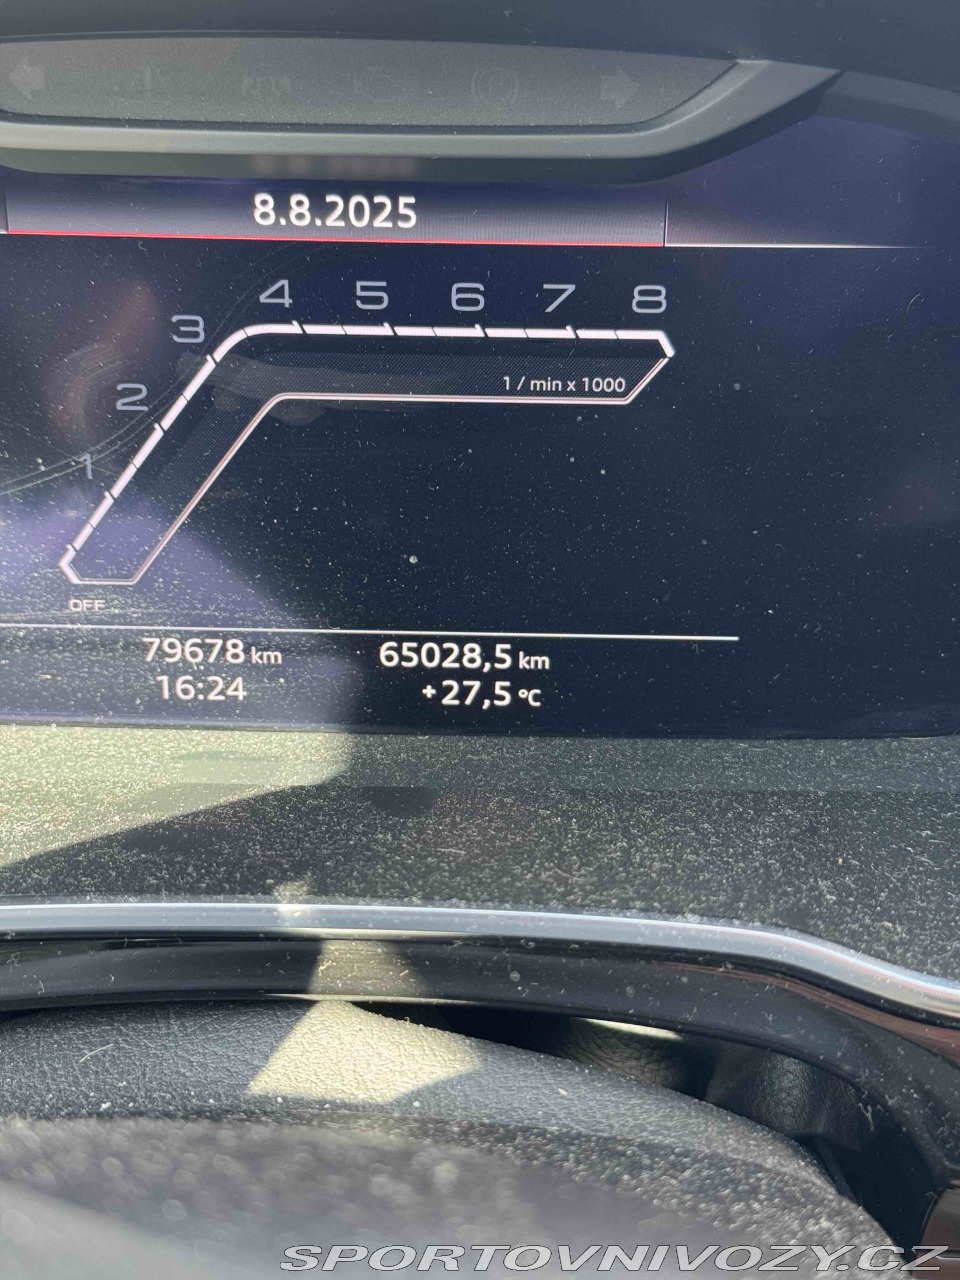 8.8.2025
1 2 3 4 5 6 7 8
1 / min x 1000
OFF
79678 km 65028,5 km
16:24 +27,5 °C
SPORTOVNIVOZY.CZ